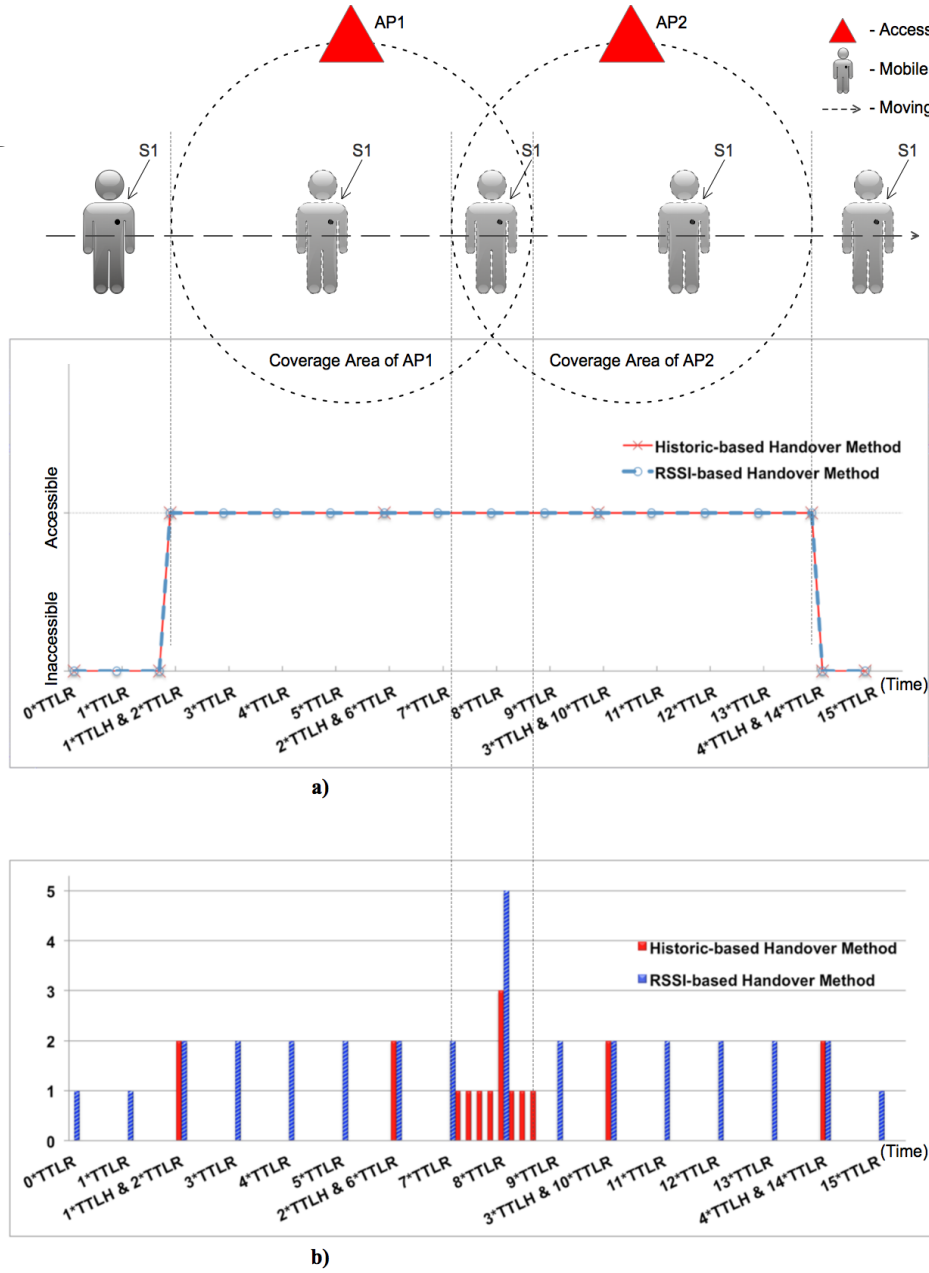 AP1
AP2
- Access
- Mobile
- Moving
S1
S1
S1
S1
S1
Coverage Area of AP1
Coverage Area of AP2
Historic-based Handover Method
RSSI-based Handover Method
Accessible
Inaccessible
(Time)
0*TTLR
1*TTLR
1*TTLH & 2*TTLR
3*TTLR
4*TTLR
5*TTLR
2*TTLH & 6*TTLR
7*TTLR
8*TTLR
9*TTLR
3*TTLH & 10*TTLR
11*TTLR
12*TTLR
13*TTLR
4*TTLH & 14*TTLR
15*TTLR
a)
5
4
3
2
1
0
Historic-based Handover Method
RSSI-based Handover Method
(Time)
0*TTLR
1*TTLR
1*TTLH & 2*TTLR
3*TTLR
4*TTLR
5*TTLR
2*TTLH & 6*TTLR
7*TTLR
8*TTLR
9*TTLR
3*TTLH & 10*TTLR
11*TTLR
12*TTLR
13*TTLR
4*TTLH & 14*TTLR
15*TTLR
b)